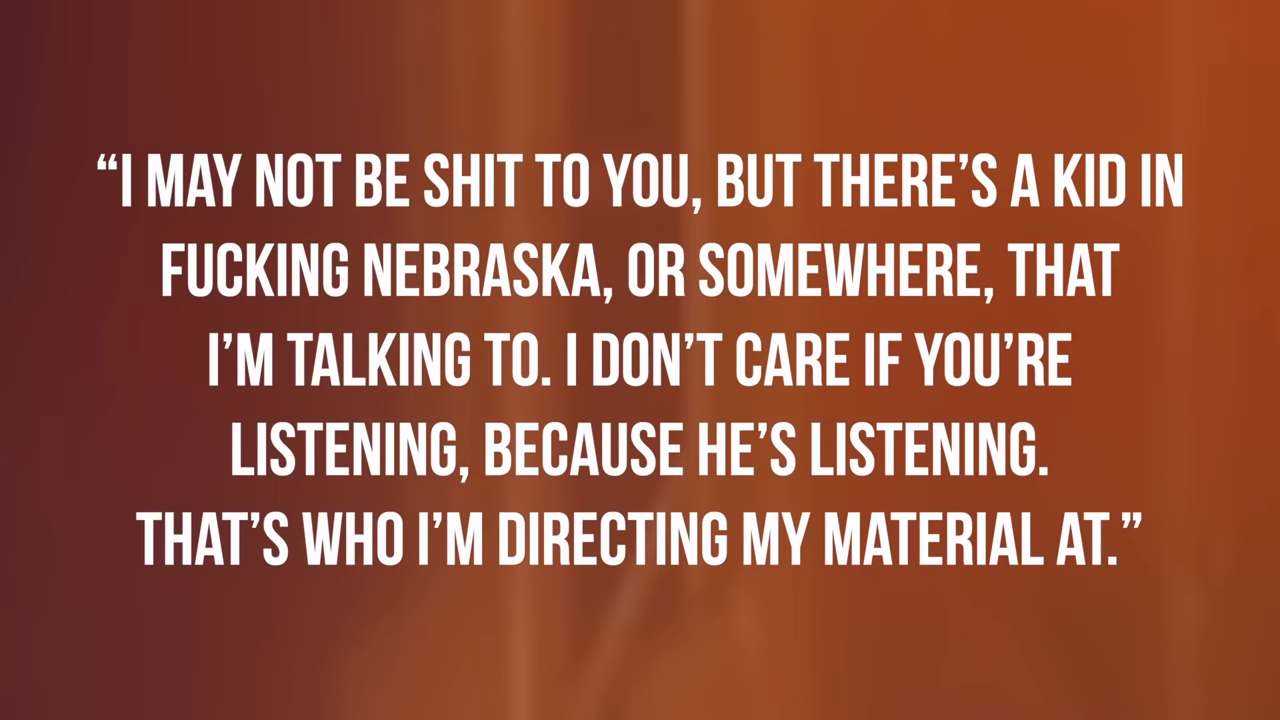 “I MAY NOT BE SHIT TO YOU, BUT THERE’S A KID IN
FUCKING NEBRASKA, OR SOMEWHERE, THAT
I’M TALKING TO. I DON’T CARE IF YOU’RE
LISTENING, BECAUSE HE’S LISTENING.
THAT’S WHO I’M DIRECTING MY MATERIAL AT.”